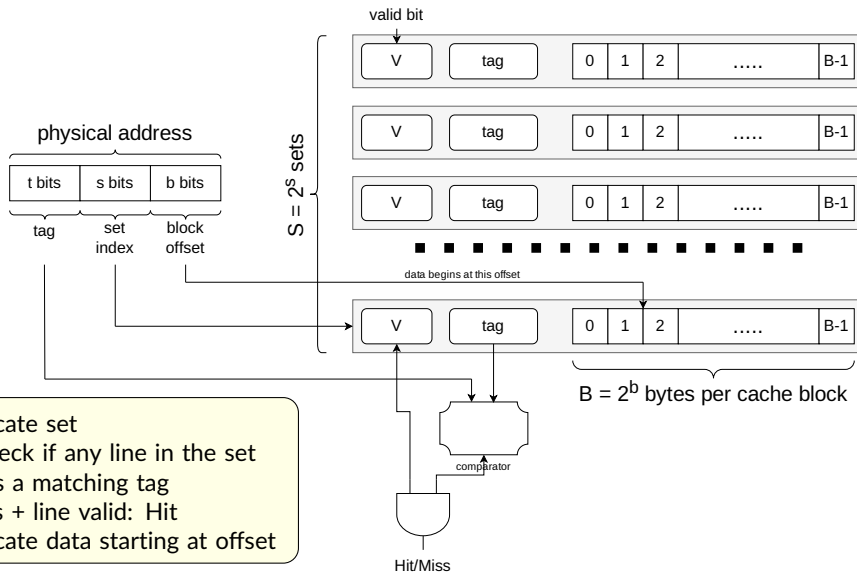 valid bit
V tag 0 1 2 ..... B-1
V tag 0 1 2 ..... B-1
V tag 0 1 2 ..... B-1
S = 2^s sets
physical address
t bits s bits b bits
tag
set
index
block
offset
data begins at this offset
V tag 0 1 2 ..... B-1
B = 2^b bytes per cache block
comparator
Hit/Miss
cate set
eck if any line in the set
s a matching tag
s + line valid: Hit
cate data starting at offset